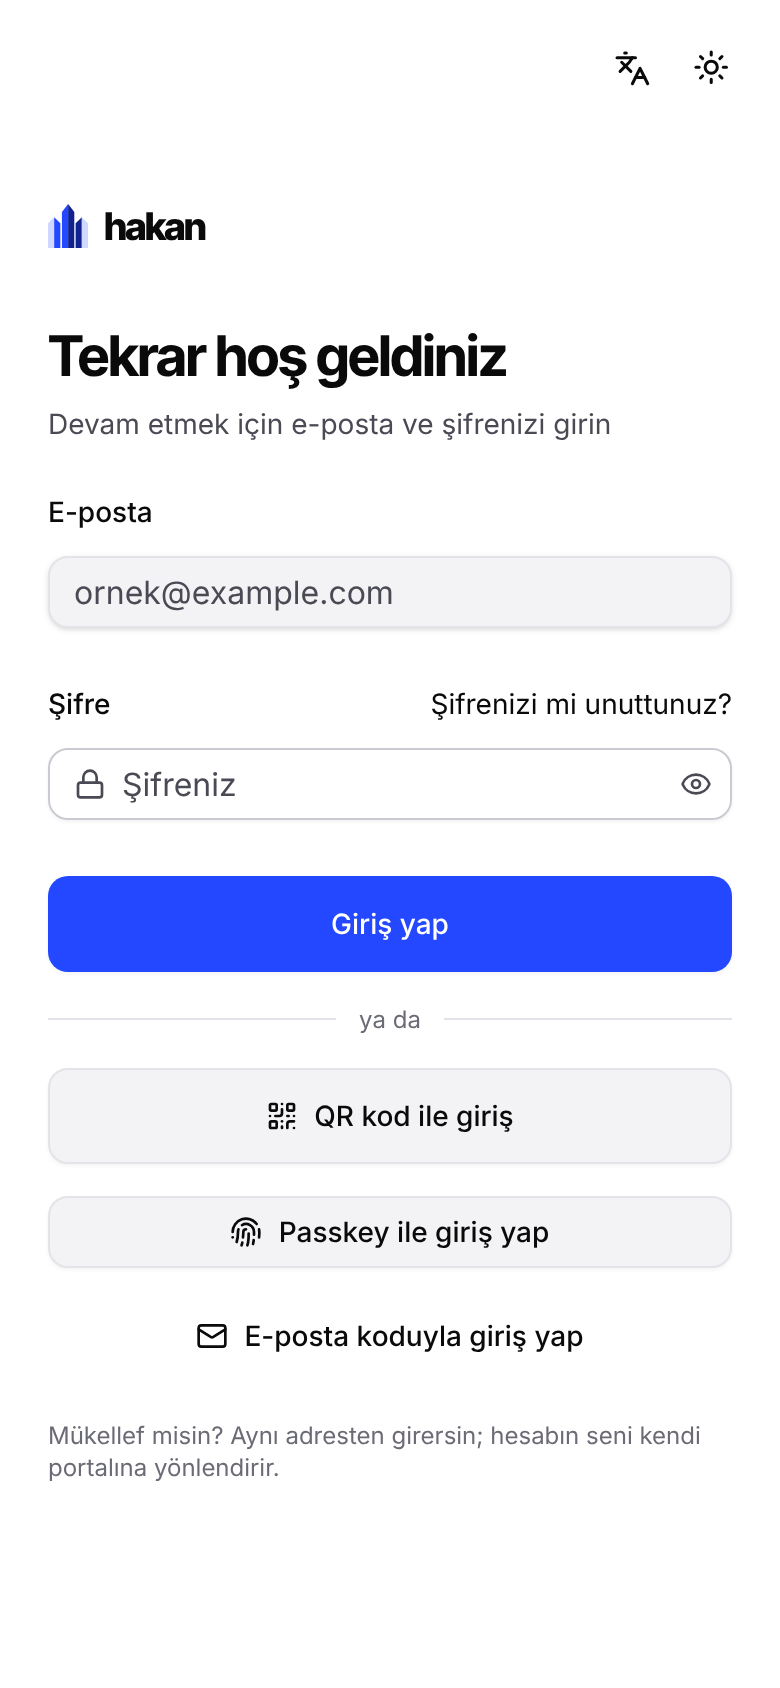 hakan
Tekrar hoş geldiniz
Devam etmek için e-posta ve şifrenizi girin
E-posta
ornek@example.com
Şifre
Şifrenizi mi unuttunuz?
Şifreniz
Giriş yap
ya da
QR kod ile giriş
Passkey ile giriş yap
E-posta koduyla giriş yap
Mükellef misin? Aynı adresten girersin; hesabın seni kendi
portalına yönlendirir.